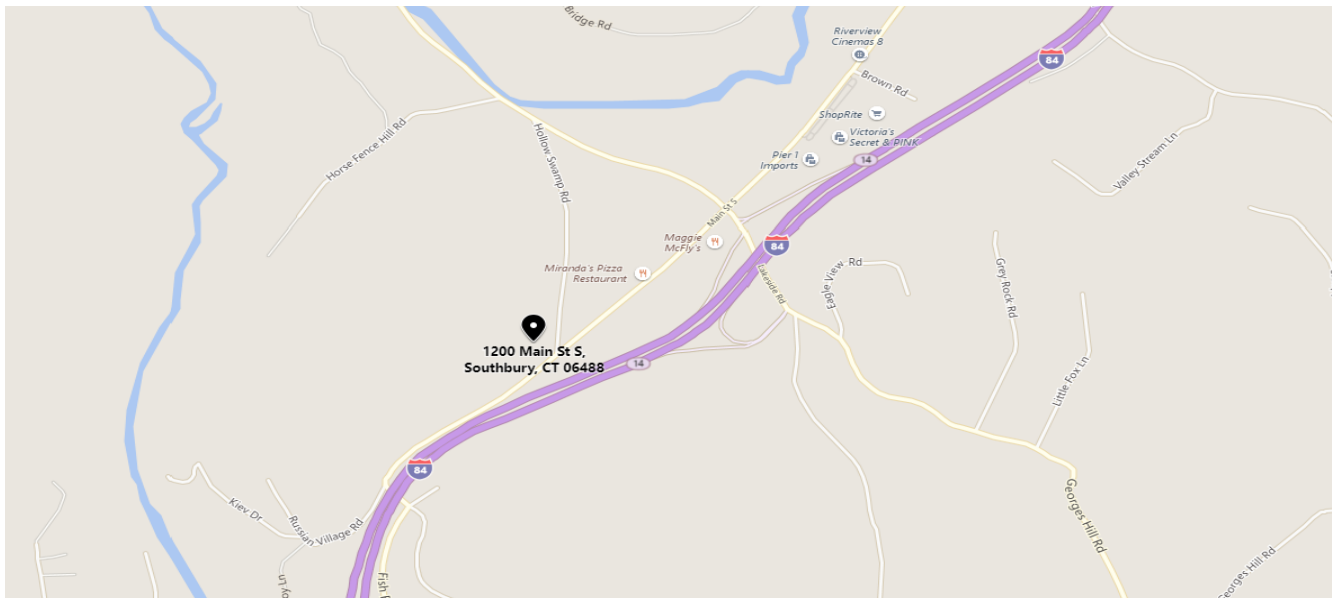 Bridge Rd
Riverview
Cinemas 8
84
Brown Rd
ShopRite
Victoria's
Secret & PINK
Pier 1
Imports
14
Horse Fence Hill Rd
Hollow Swamp Rd
Valley Stream Ln
Main St S
Maggie
McFly's
84
Miranda's Pizza
Restaurant
Lakeside Rd
Eagle View Rd
Grey Rock Rd
1200 Main St S,
Southbury, CT 06488
14
Little Fox Ln
84
Kiev Dr
Russian Village Rd
Georges Hill Rd
Georges Hill Rd
Fish
oy Ln